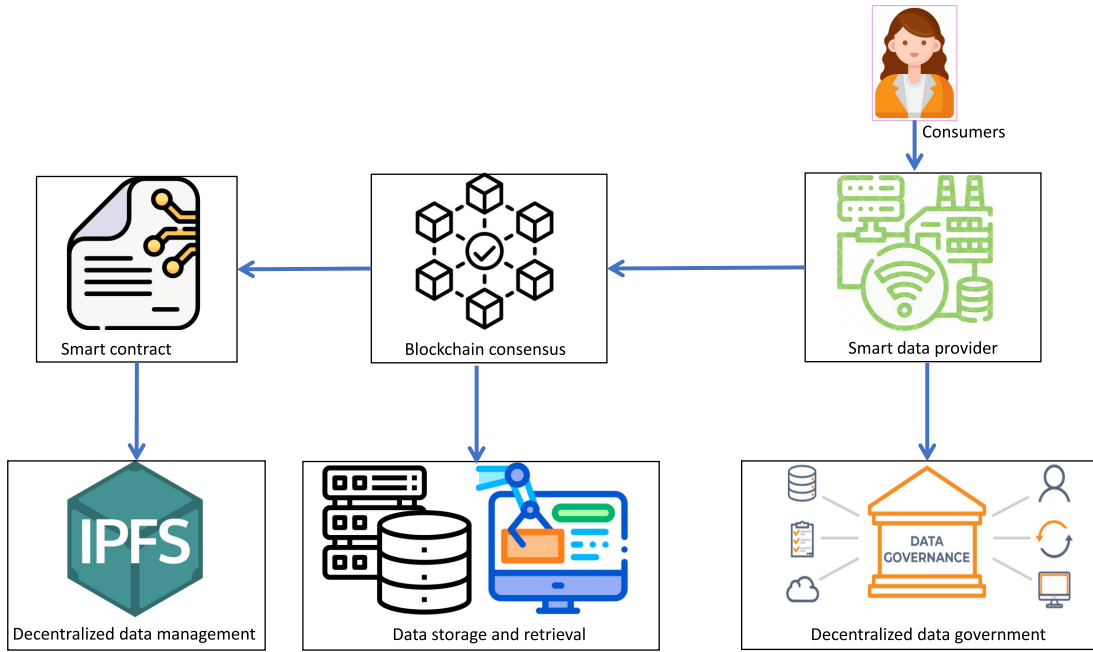 Consumers
Smart contract
Blockchain consensus
Smart data provider
IPFS
DATA
GOVERNANCE
Decentralized data management
Data storage and retrieval
Decentralized data government